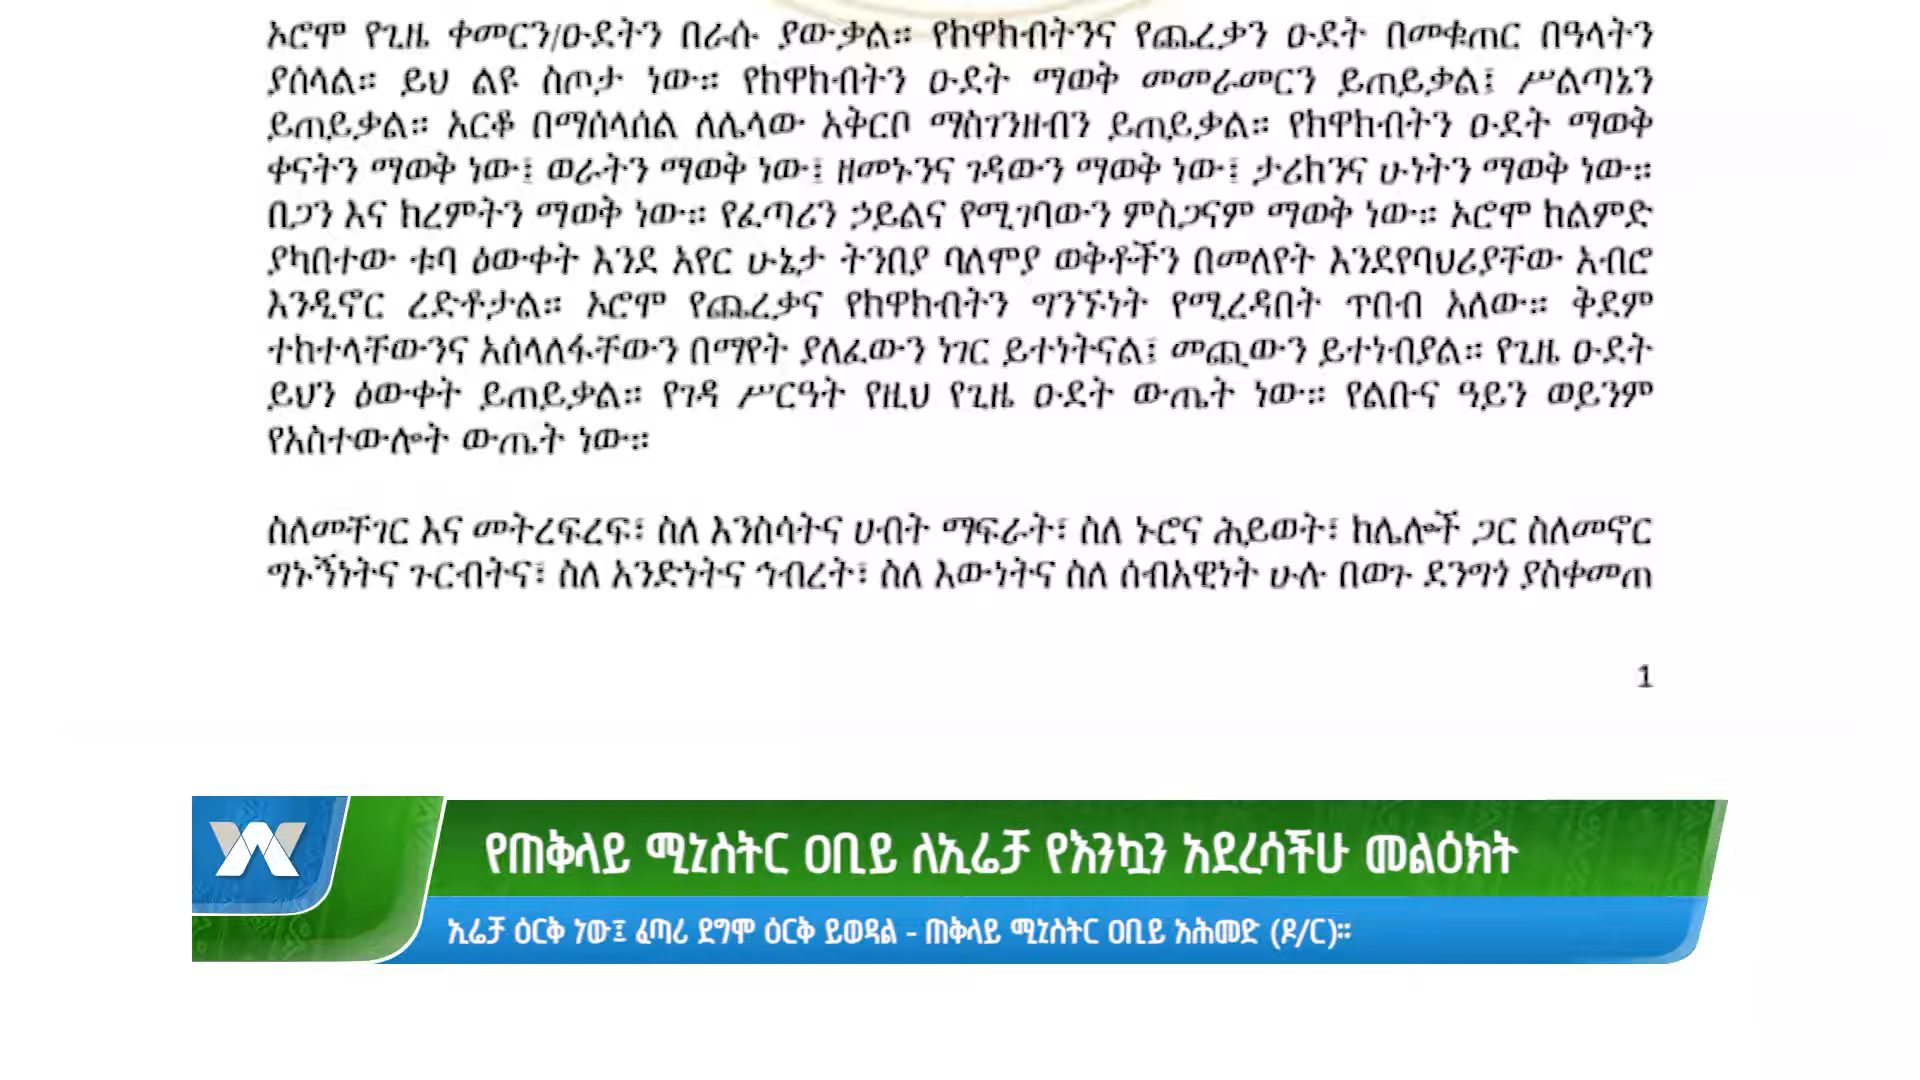 ኦሮሞ የጊዜ ቀመርን/ዑደትን በራሱ ያውቃል። የከዋክብትንና የጨረቃን ዑደት በመቁጠር በዓላትን
ያሰላል። ይህ ልዩ ስጦታ ነው። የከዋክብትን ዑደት ማወቅ መመራመርን ይጠይቃል፤ ሥልጣኔን
ይጠይቃል። አርቆ በማሰላሰል ለሌላው አቅርቦ ማስገንዘብን ይጠይቃል። የከዋክብትን ዑደት ማወቅ
ቀናትን ማወቅ ነው፤ ወራትን ማወቅ ነው፤ ዘመኑንና ገዳውን ማወቅ ነው፤ ታሪክንና ሁነትን ማወቅ ነው።
በጋን እና ክረምትን ማወቅ ነው። የፈጣሪን ኃይልና የሚገባውን ምስጋናም ማወቅ ነው። ኦሮሞ ከልምድ
ያካበተው ቱባ ዕውቀት እንደ አየር ሁኔታ ትንበያ ባለሞያ ወቅቶችን በመለየት እንደየባህሪያቸው አብሮ
እንዲኖር ረድቶታል። ኦሮሞ የጨረቃና የከዋክብትን ግንኙነት የሚረዳበት ጥበብ አለው። ቅደም
ተከተላቸውንና አሰላለፋቸውን በማየት ያለፈውን ነገር ይተነትናል፤ መጪውን ይተነብያል። የጊዜ ዑደት
ይህን ዕውቀት ይጠይቃል። የገዳ ሥርዓት የዚህ የጊዜ ዑደት ውጤት ነው። የልቡና ዓይን ወይንም
የአስተውሎት ውጤት ነው።
ስለመቸገር እና መትረፍረፍ፣ ስለ እንስሳትና ሀብት ማፍራት፣ ስለ ኑሮና ሕይወት፣ ከሌሎች ጋር ስለመኖር
ግኑኝነትና ጉርብትና፣ ስለ አንድነትና ኅብረት፣ ስለ እውነትና ስለ ሰብአዊነት ሁሉ በወጉ ደንግጎ ያስቀመጠ
1
የጠቅላይ ሚኒስትር ዐቢይ ለኢሬቻ የእንኳን አደረሳችሁ መልዕክት
ኢሬቻ ዕርቅ ነው፤ ፈጣሪ ደግሞ ዕርቅ ይወዳል - ጠቅላይ ሚኒስትር ዐቢይ አሕመድ (ዶ/ር)።